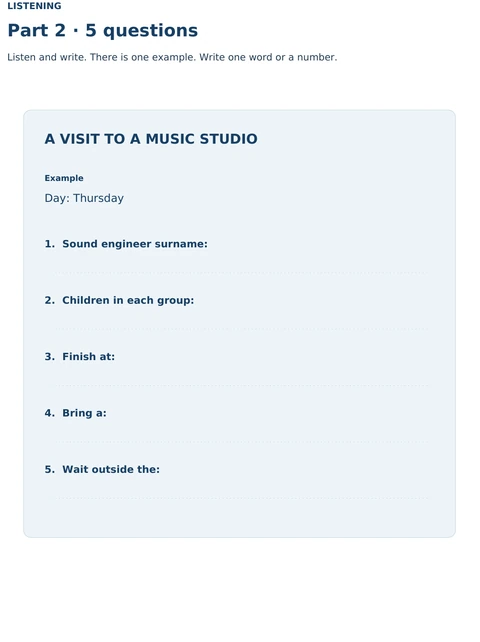 LISTENING
Part 2 · 5 questions
Listen and write. There is one example. Write one word or a number.
A VISIT TO A MUSIC STUDIO
Example
Day: Thursday
1. Sound engineer surname:
2. Children in each group:
3. Finish at:
4. Bring a:
5. Wait outside the: